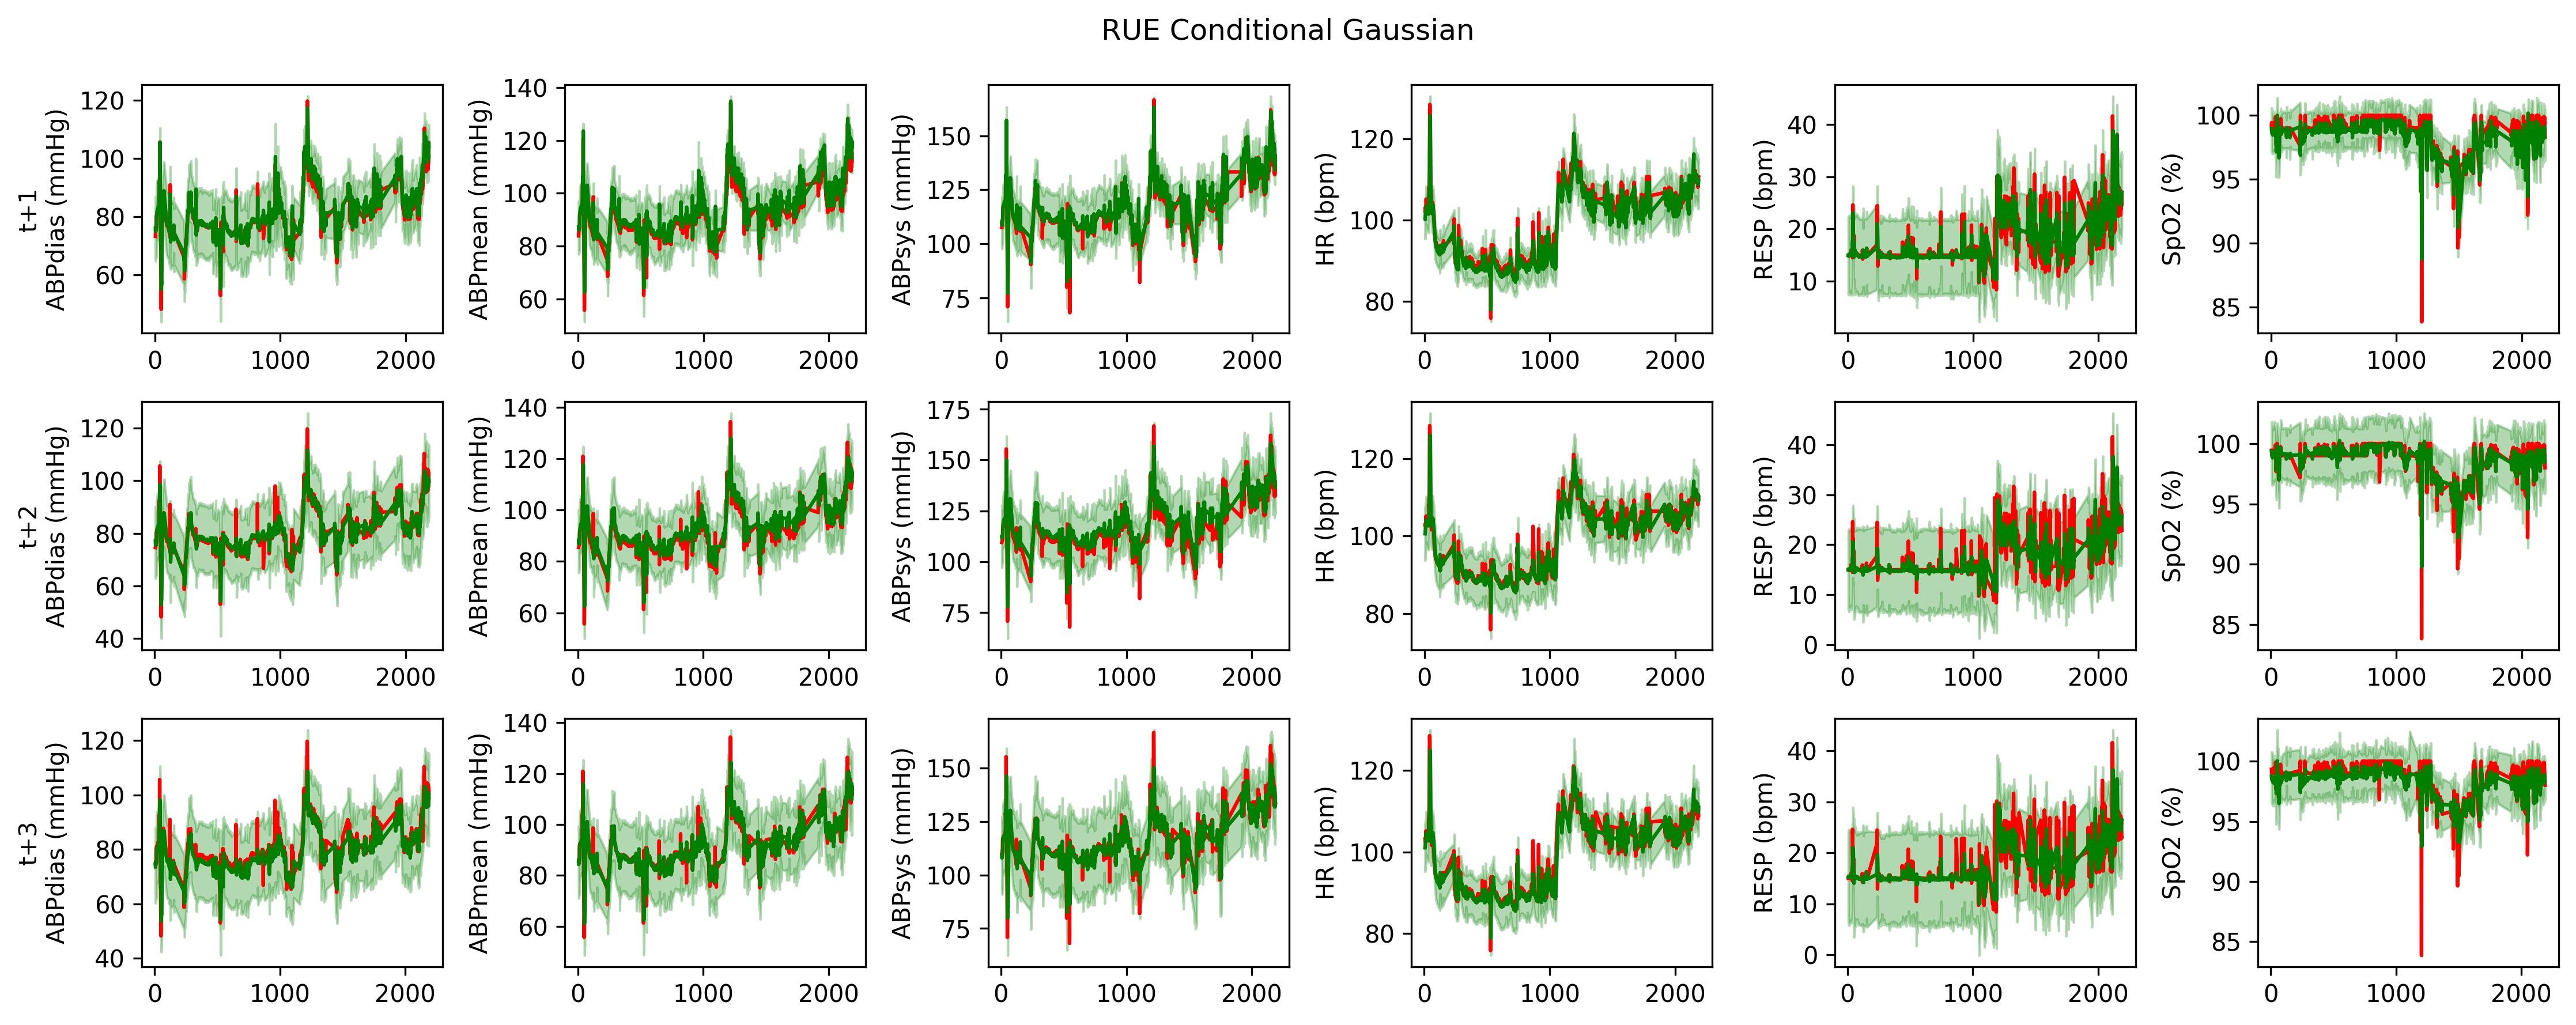 RUE Conditional Gaussian
t+1
ABPdias (mmHg)
120
100
80
60
0 1000 2000
ABPmean (mmHg)
140
120
100
80
60
0 1000 2000
ABPsys (mmHg)
150
125
100
75
0 1000 2000
HR (bpm)
120
100
80
0 1000 2000
RESP (bpm)
40
30
20
10
0 1000 2000
SpO2 (%)
100
95
90
85
0 1000 2000
t+2
ABPdias (mmHg)
120
100
80
60
40
0 1000 2000
ABPmean (mmHg)
140
120
100
80
60
0 1000 2000
ABPsys (mmHg)
175
150
125
100
75
0 1000 2000
HR (bpm)
120
100
80
0 1000 2000
RESP (bpm)
40
30
20
10
0
0 1000 2000
SpO2 (%)
100
95
90
85
0 1000 2000
t+3
ABPdias (mmHg)
120
100
80
60
40
0 1000 2000
ABPmean (mmHg)
140
120
100
80
60
0 1000 2000
ABPsys (mmHg)
150
125
100
75
0 1000 2000
HR (bpm)
120
100
80
0 1000 2000
RESP (bpm)
40
30
20
10
0
0 1000 2000
SpO2 (%)
100
95
90
85
0 1000 2000